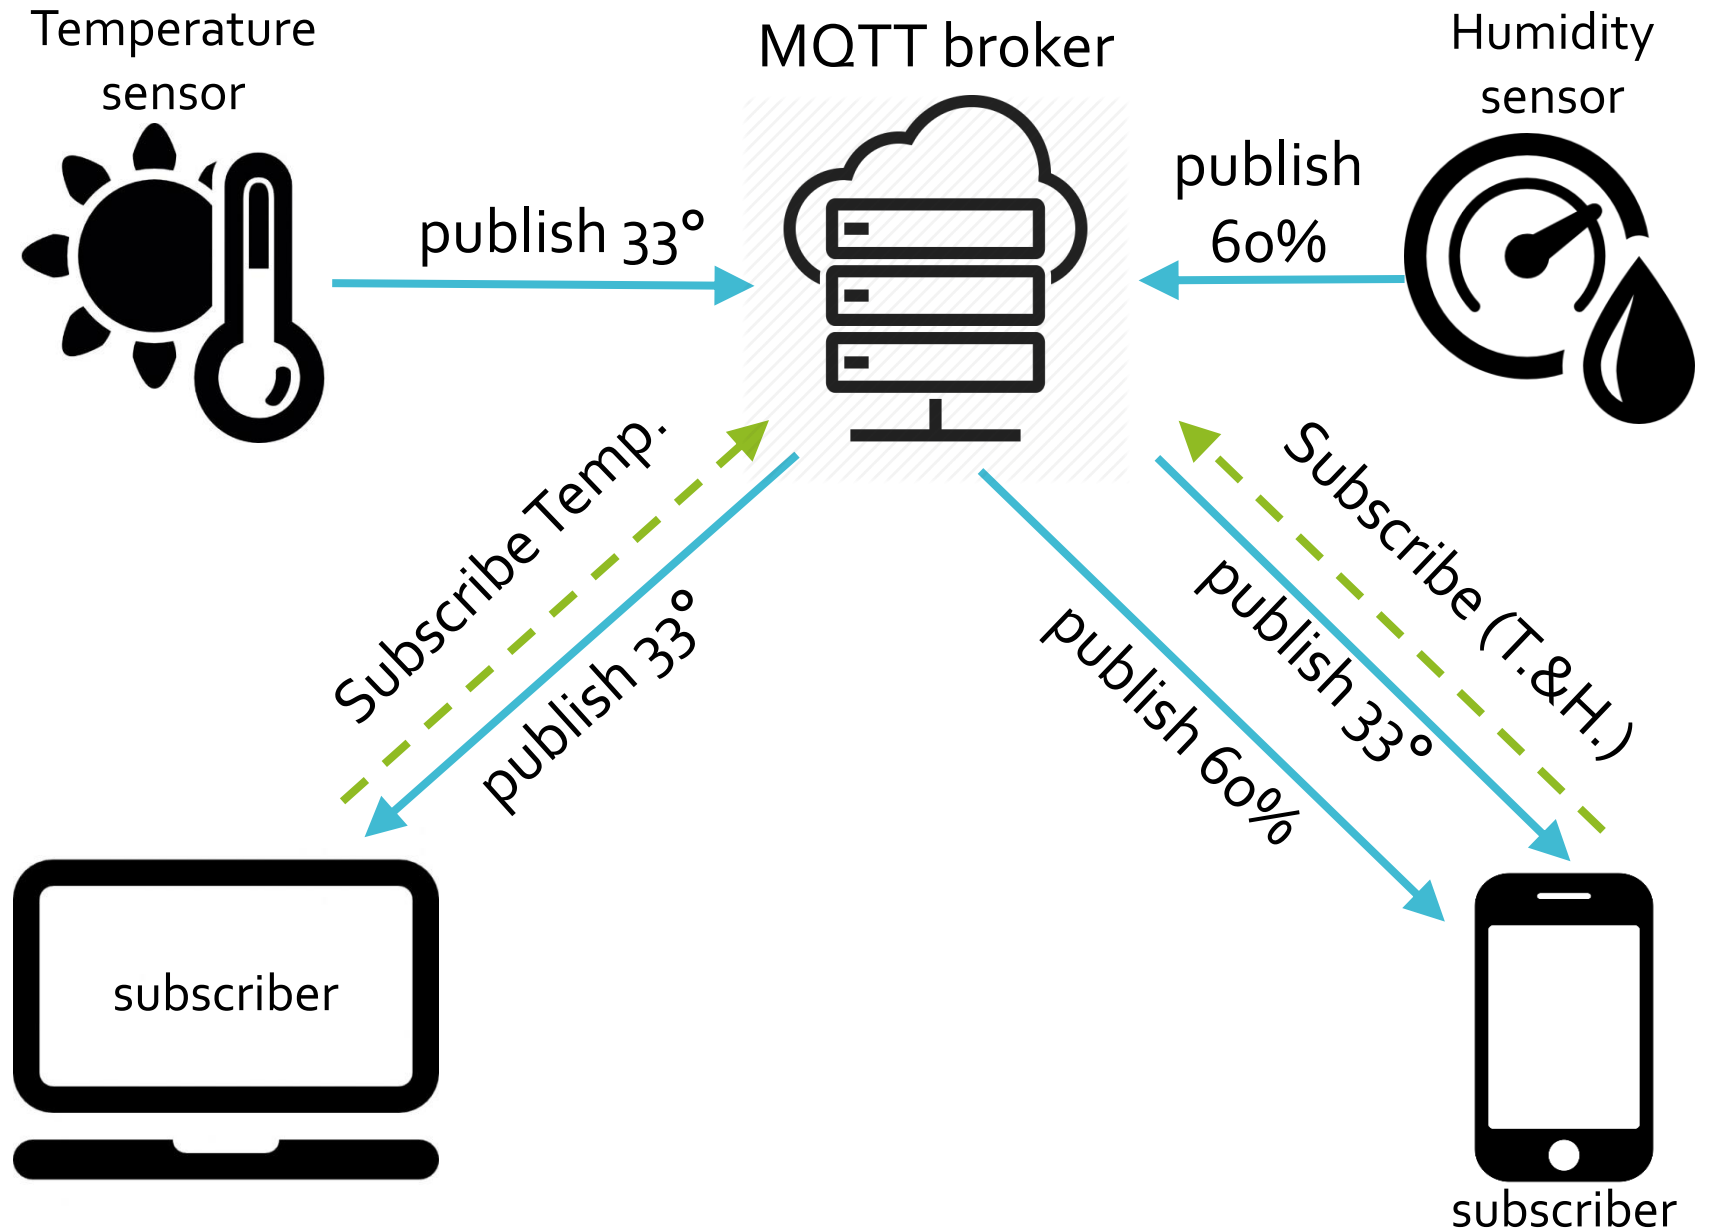 Temperature
sensor
MQTT broker
Humidity
sensor
publish 33°
publish
60%
Subscribe Temp.
publish 33°
publish 60%
publish 33°
Subscribe (T.&H.)
subscriber
subscriber